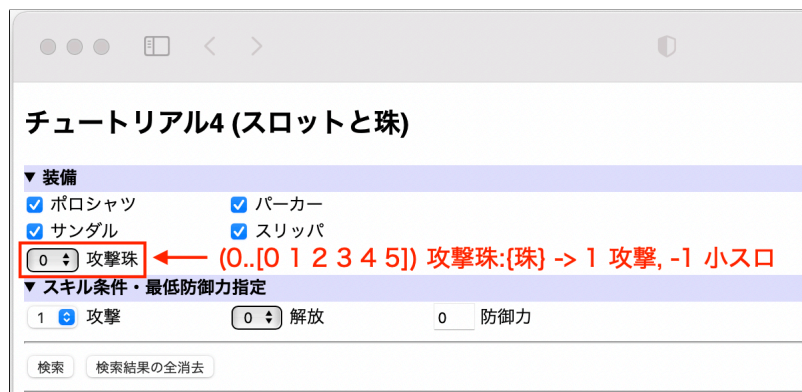 チュートリアル4 (スロットと珠)
▼ 装備
ポロシャツ パーカー
サンダル スリッパ
0 攻撃珠 (0..[0 1 2 3 4 5]) 攻撃珠:{珠} -> 1 攻撃, -1 小スロ
▼ スキル条件・最低防御力指定
1 攻撃 0 解放 0 防御力
検索 検索結果の全消去